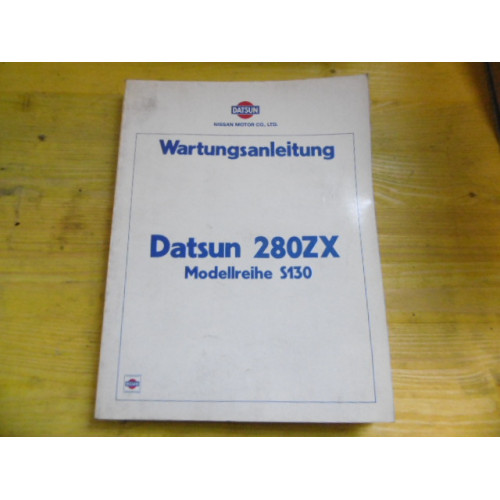 DATSUN
NISSAN MOTOR CO., LTD.
Wartungsanleitung
Datsun 280ZX
Modellreihe S130